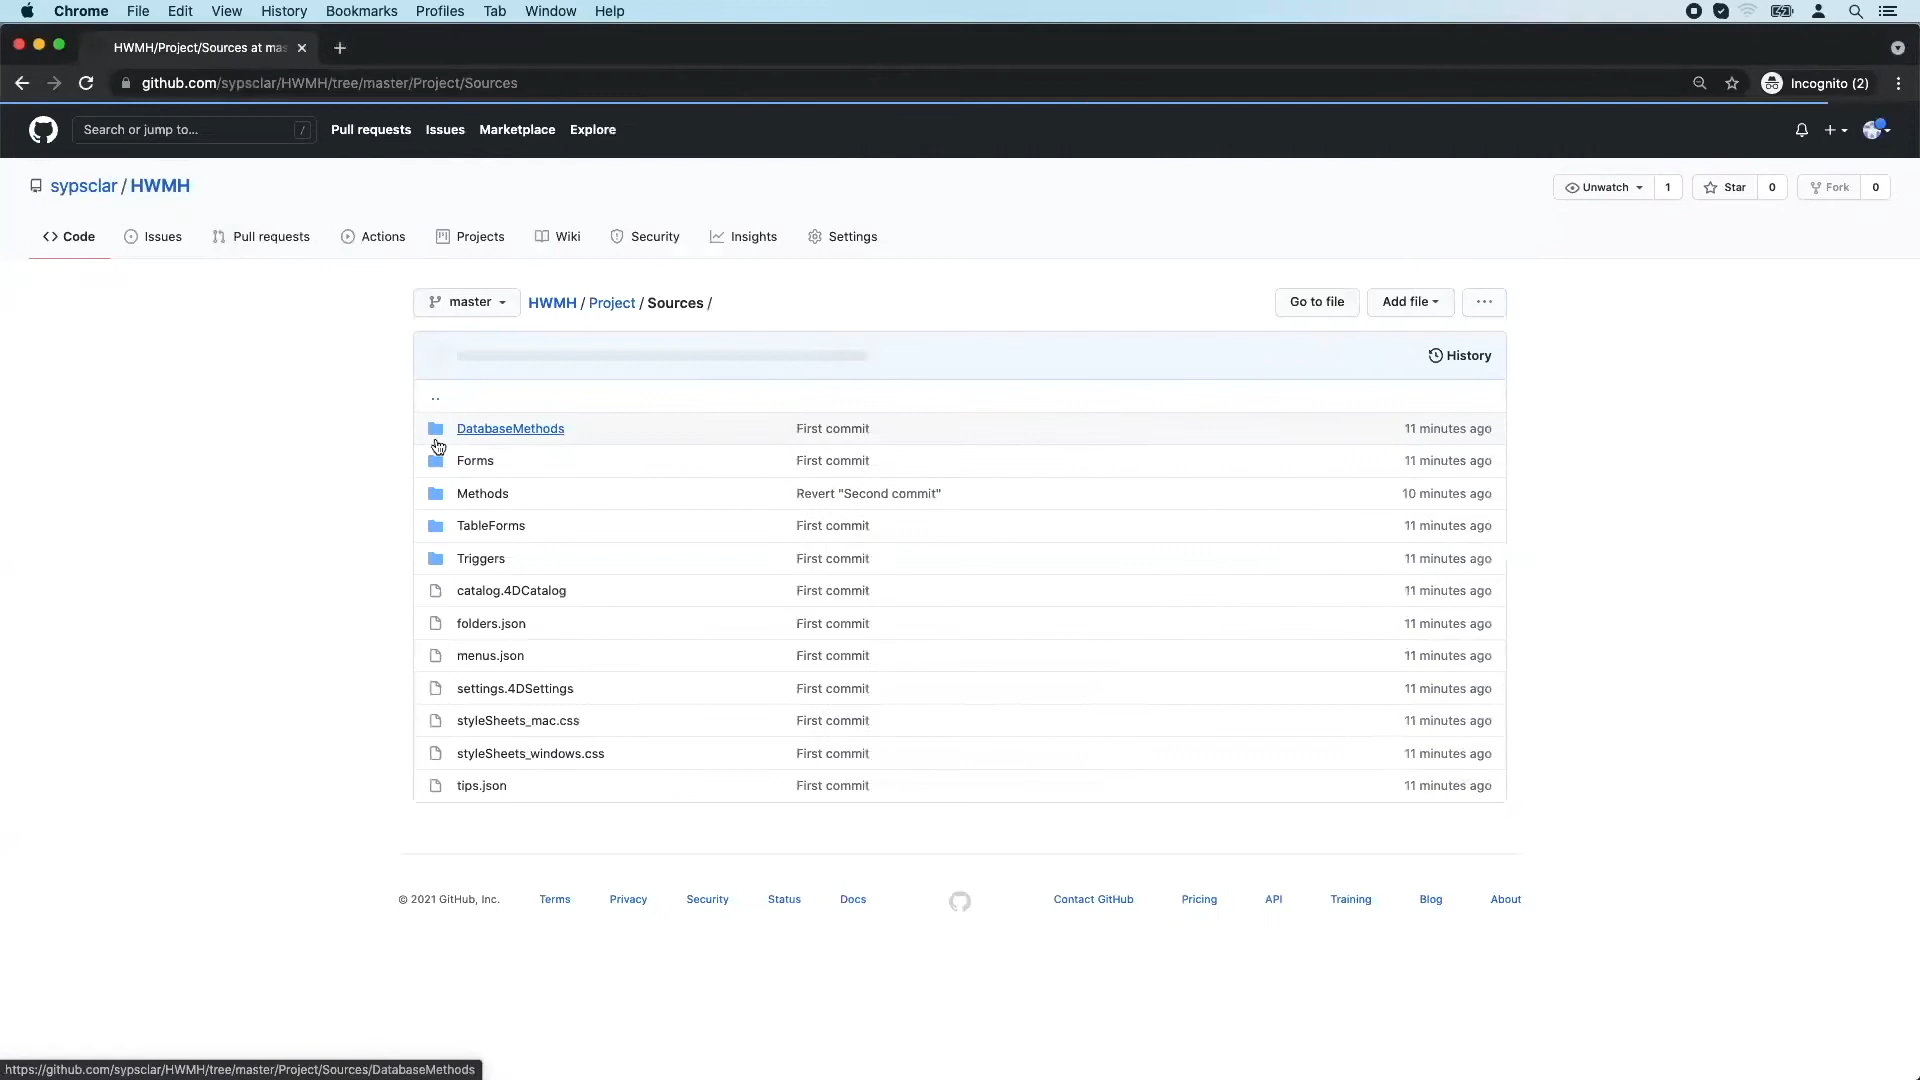 Chrome File Edit View History Bookmarks Profiles Tab Window Help
HWMH/Project/Sources at mas
github.com/sypsclar/HWMH/tree/master/Project/Sources Incognito (2)
Search or jump to... / Pull requests Issues Marketplace Explore
sypsclar / HWMH Unwatch 1 Star 0 Fork 0
Code Issues Pull requests Actions Projects Wiki Security Insights Settings
master HWMH / Project / Sources / Go to file Add file ...
History
..
DatabaseMethods First commit 11 minutes ago
Forms First commit 11 minutes ago
Methods Revert "Second commit" 10 minutes ago
TableForms First commit 11 minutes ago
Triggers First commit 11 minutes ago
catalog.4DCatalog First commit 11 minutes ago
folders.json First commit 11 minutes ago
menus.json First commit 11 minutes ago
settings.4DSettings First commit 11 minutes ago
styleSheets_mac.css First commit 11 minutes ago
styleSheets_windows.css First commit 11 minutes ago
tips.json First commit 11 minutes ago
© 2021 GitHub, Inc. Terms Privacy Security Status Docs Contact GitHub Pricing API Training Blog About
https://github.com/sypsclar/HWMH/tree/master/Project/Sources/DatabaseMethods